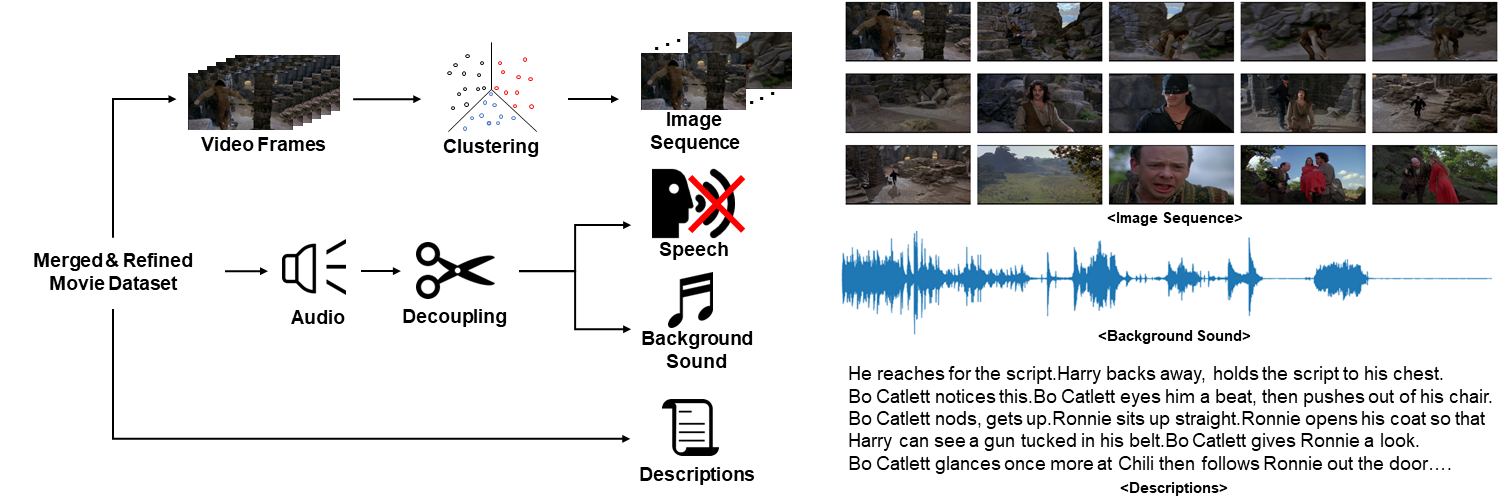 Video Frames
Clustering
Image
Sequence
Merged & Refined
Movie Dataset
Audio
Decoupling
Speech
Background
Sound
Descriptions
<Image Sequence>
<Background Sound>
He reaches for the script.Harry backs away, holds the script to his chest.
Bo Catlett notices this.Bo Catlett eyes him a beat, then pushes out of his chair.
Bo Catlett nods, gets up.Ronnie sits up straight.Ronnie opens his coat so that
Harry can see a gun tucked in his belt.Bo Catlett gives Ronnie a look.
Bo Catlett glances once more at Chili then follows Ronnie out the door….
<Descriptions>